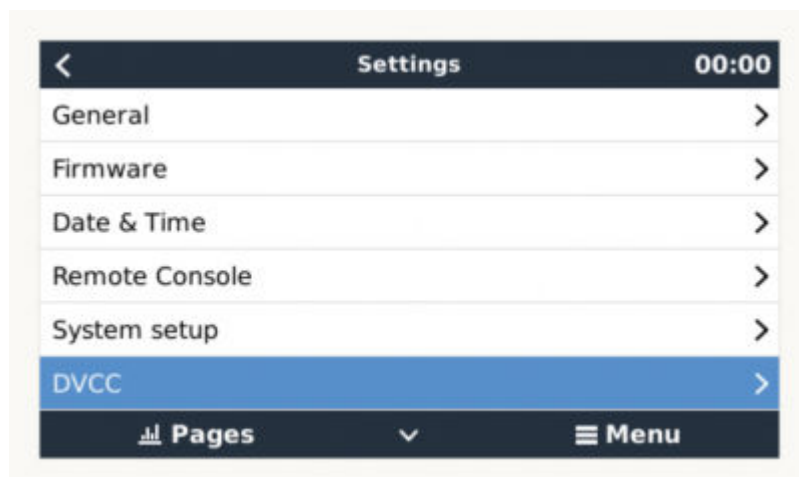 Settings 00:00
General
Firmware
Date & Time
Remote Console
System setup
DVCC
Pages Menu